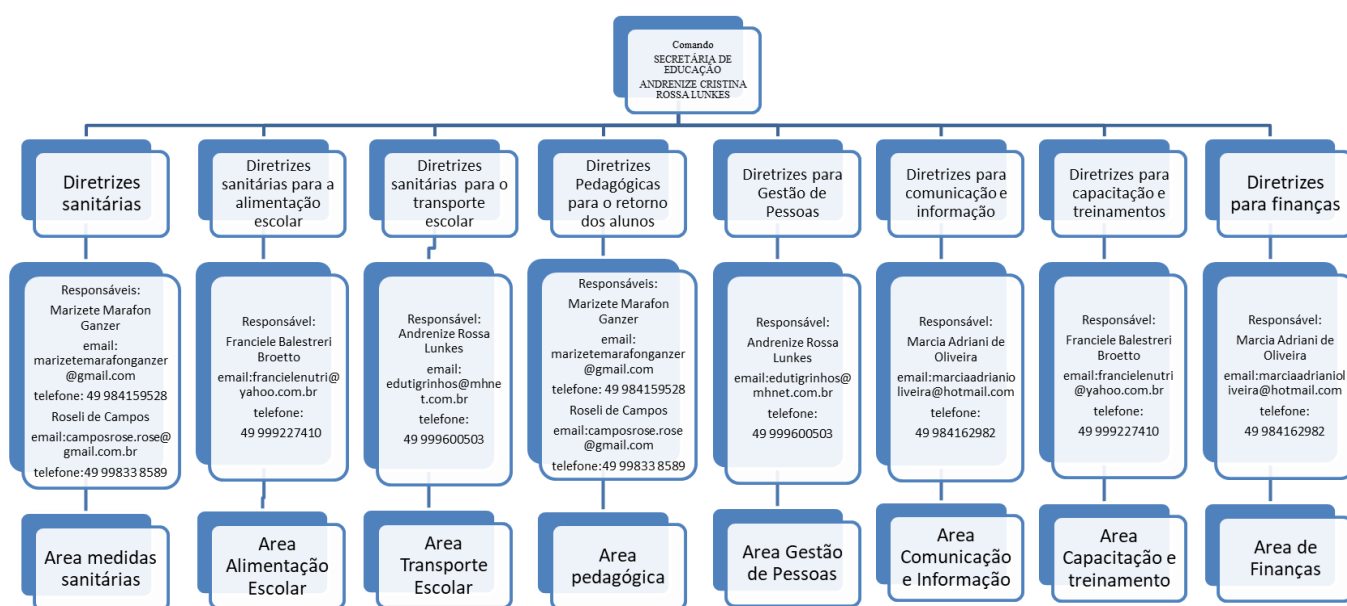 Comando
SECRETÁRIA DE
EDUCAÇÃO
ANDRENIZE CRISTINA
ROSSA LUNKES
Diretrizes
sanitárias
Diretrizes
sanitárias para a
alimentação
escolar
Diretrizes
sanitárias para o
transporte
escolar
Diretrizes
Pedagógicas
para o retorno
dos alunos
Diretrizes para
Gestão de
Pessoas
Diretrizes para
comunicação e
informação
Diretrizes para
capacitação e
treinamentos
Diretrizes
para finanças
Responsáveis:
Marizete Marafon
Ganzer
email:
marizetemarafonganzer
@gmail.com
telefone: 49 984159528
Roseli de Campos
email:camposrose.rose@
gmail.com.br
telefone:49 99833 8589
Responsável:
Franciele Balestreri
Broetto
email:francielenutri@
yahoo.com.br
telefone:
49 999227410
Responsável:
Andrenize Rossa
Lunkes
email:
edutigrinhos@mhne
t.com.br
telefone:
49 999600503
Responsáveis:
Marizete Marafon
Ganzer
email:
marizetemarafonganzer
@gmail.com
telefone: 49 984159528
Roseli de Campos
email:camposrose.rose
@gmail.com
telefone:49 99833 8589
Responsável:
Andrenize Rossa
Lunkes
email:edutigrinhos@
mhnet.com.br
telefone:
49 999600503
Responsável:
Marcia Adriani de
Oliveira
email:marciaadrianio
liveira@hotmail.com
telefone:
49 984162982
Responsável:
Franciele Balestreri
Broetto
email:francielenutri
@yahoo.com.br
telefone:
49 999227410
Responsável:
Marcia Adriani de
Oliveira
email:marciaadrianiol
iveira@hotmail.com
telefone:
49 984162982
Area medidas
sanitárias
Area
Alimentação
Escolar
Area
Transporte
Escolar
Area
pedagógica
Area Gestão
de Pessoas
Area
Comunicação
e Informação
Area
Capacitação e
treinamento
Area de
Finanças